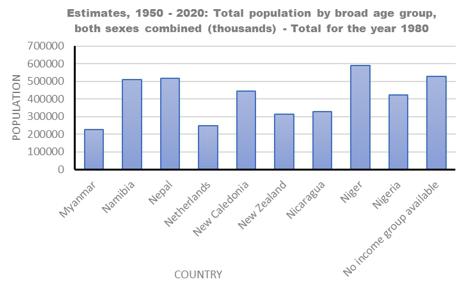 Estimates, 1950 - 2020: Total population by broad age group,
both sexes combined (thousands) - Total for the year 1980
700000
600000
500000
400000
300000
200000
100000
0
POPULATION
Myanmar
Namibia
Nepal
Netherlands
New Caledonia
New Zealand
Nicaragua
Niger
Nigeria
No income group available
COUNTRY